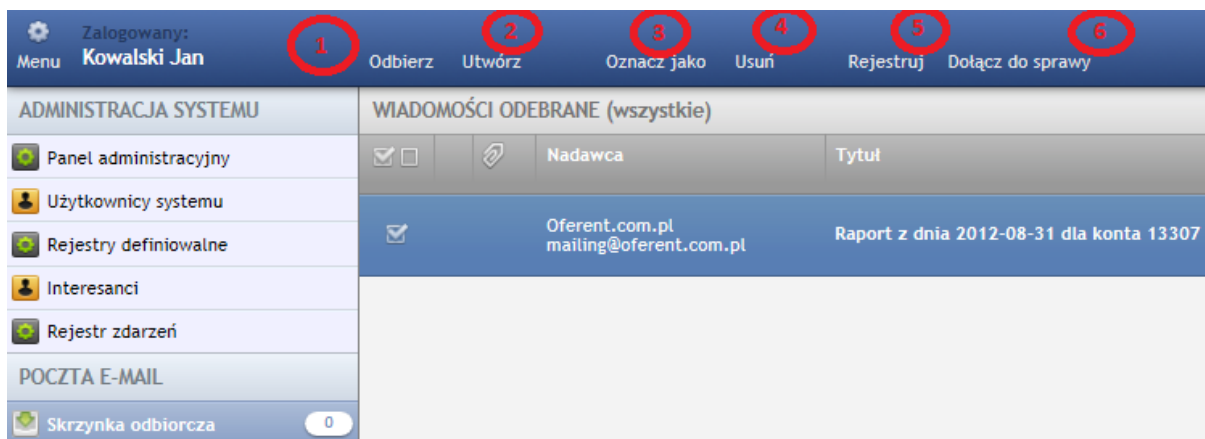 Zalogowany:
Menu Kowalski Jan
1 2 3 4 5 6
Odbierz Utwórz Oznacz jako Usuń Rejestruj Dołącz do sprawy
ADMINISTRACJA SYSTEMU
Panel administracyjny
Użytkownicy systemu
Rejestry definiowalne
Interesanci
Rejestr zdarzeń
POCZTA E-MAIL
Skrzynka odbiorcza 0
WIADOMOŚCI ODEBRANE (wszystkie)
Nadawca Tytuł
Oferent.com.pl
mailing@oferent.com.pl
Raport z dnia 2012-08-31 dla konta 13307